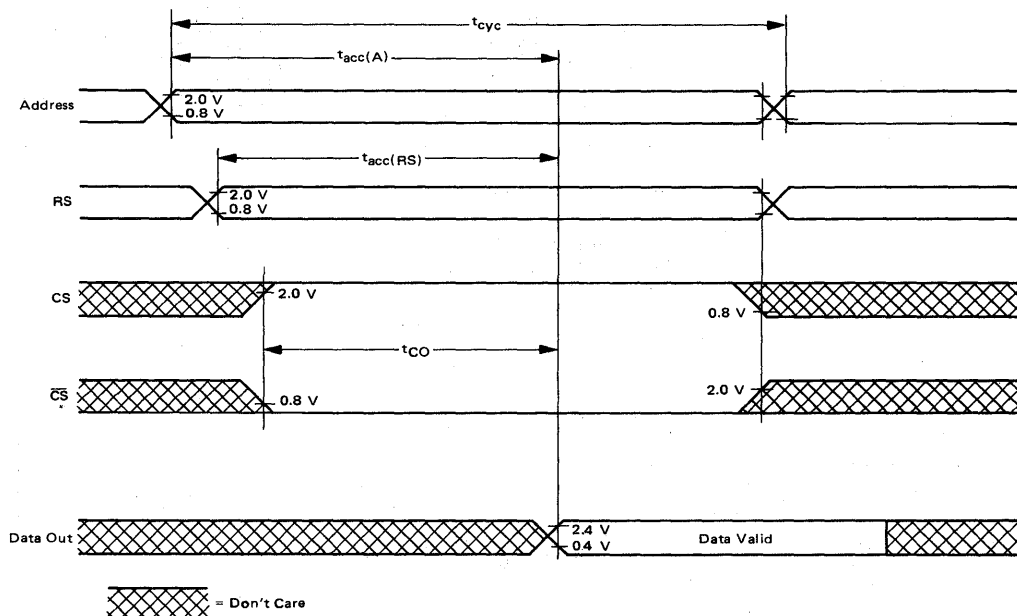 tcyc
tacc(A)
Address
2.0 V
0.8 V
tacc(RS)
RS
2.0 V
0.8 V
CS
2.0 V
0.8 V
tCO
C̅S̅
0.8 V
2.0 V
Data Out
2.4 V
0.4 V
Data Valid
= Don't Care